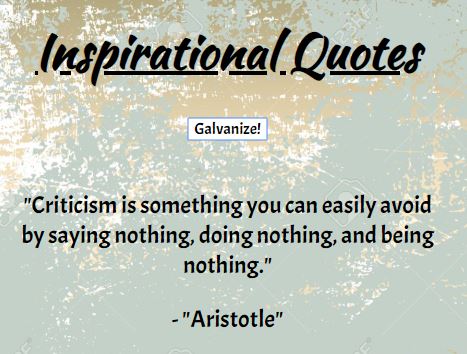 Inspirational Quotes
Galvanize!
"Criticism is something you can easily avoid
by saying nothing, doing nothing, and being
nothing."
- "Aristotle"